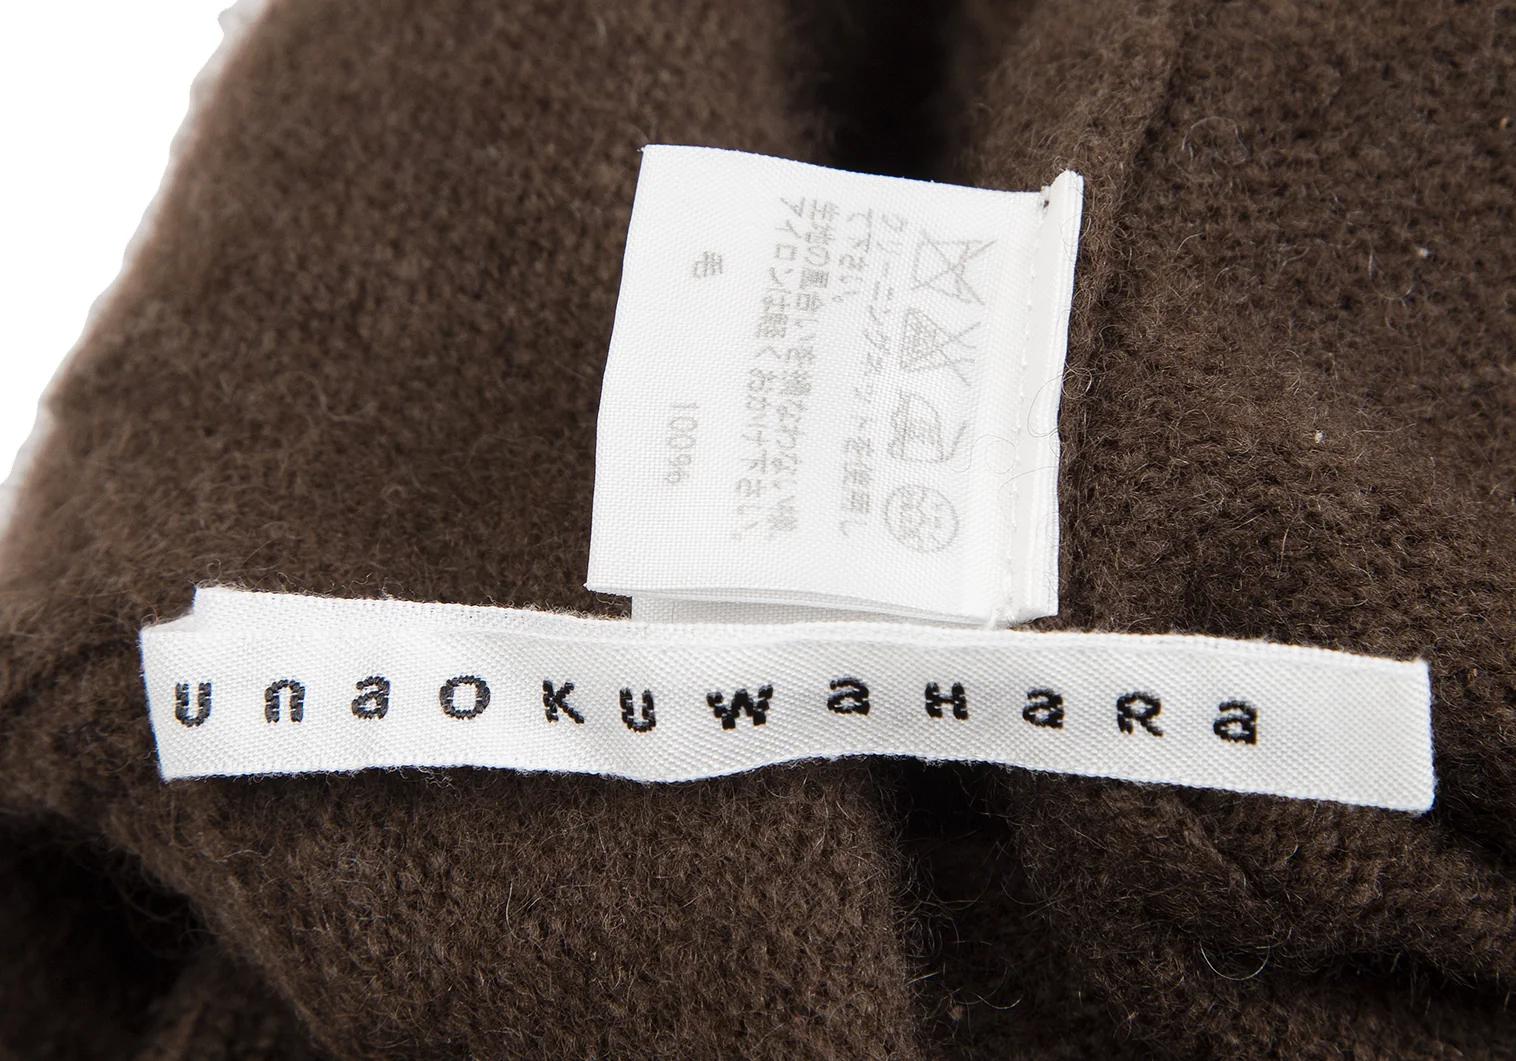 クリーニングネットを使用し
て下さい。
生地の風合いを損なわない様、
アイロンは軽くおかけ下さい。
毛 100%
unaOKUWaHaRa